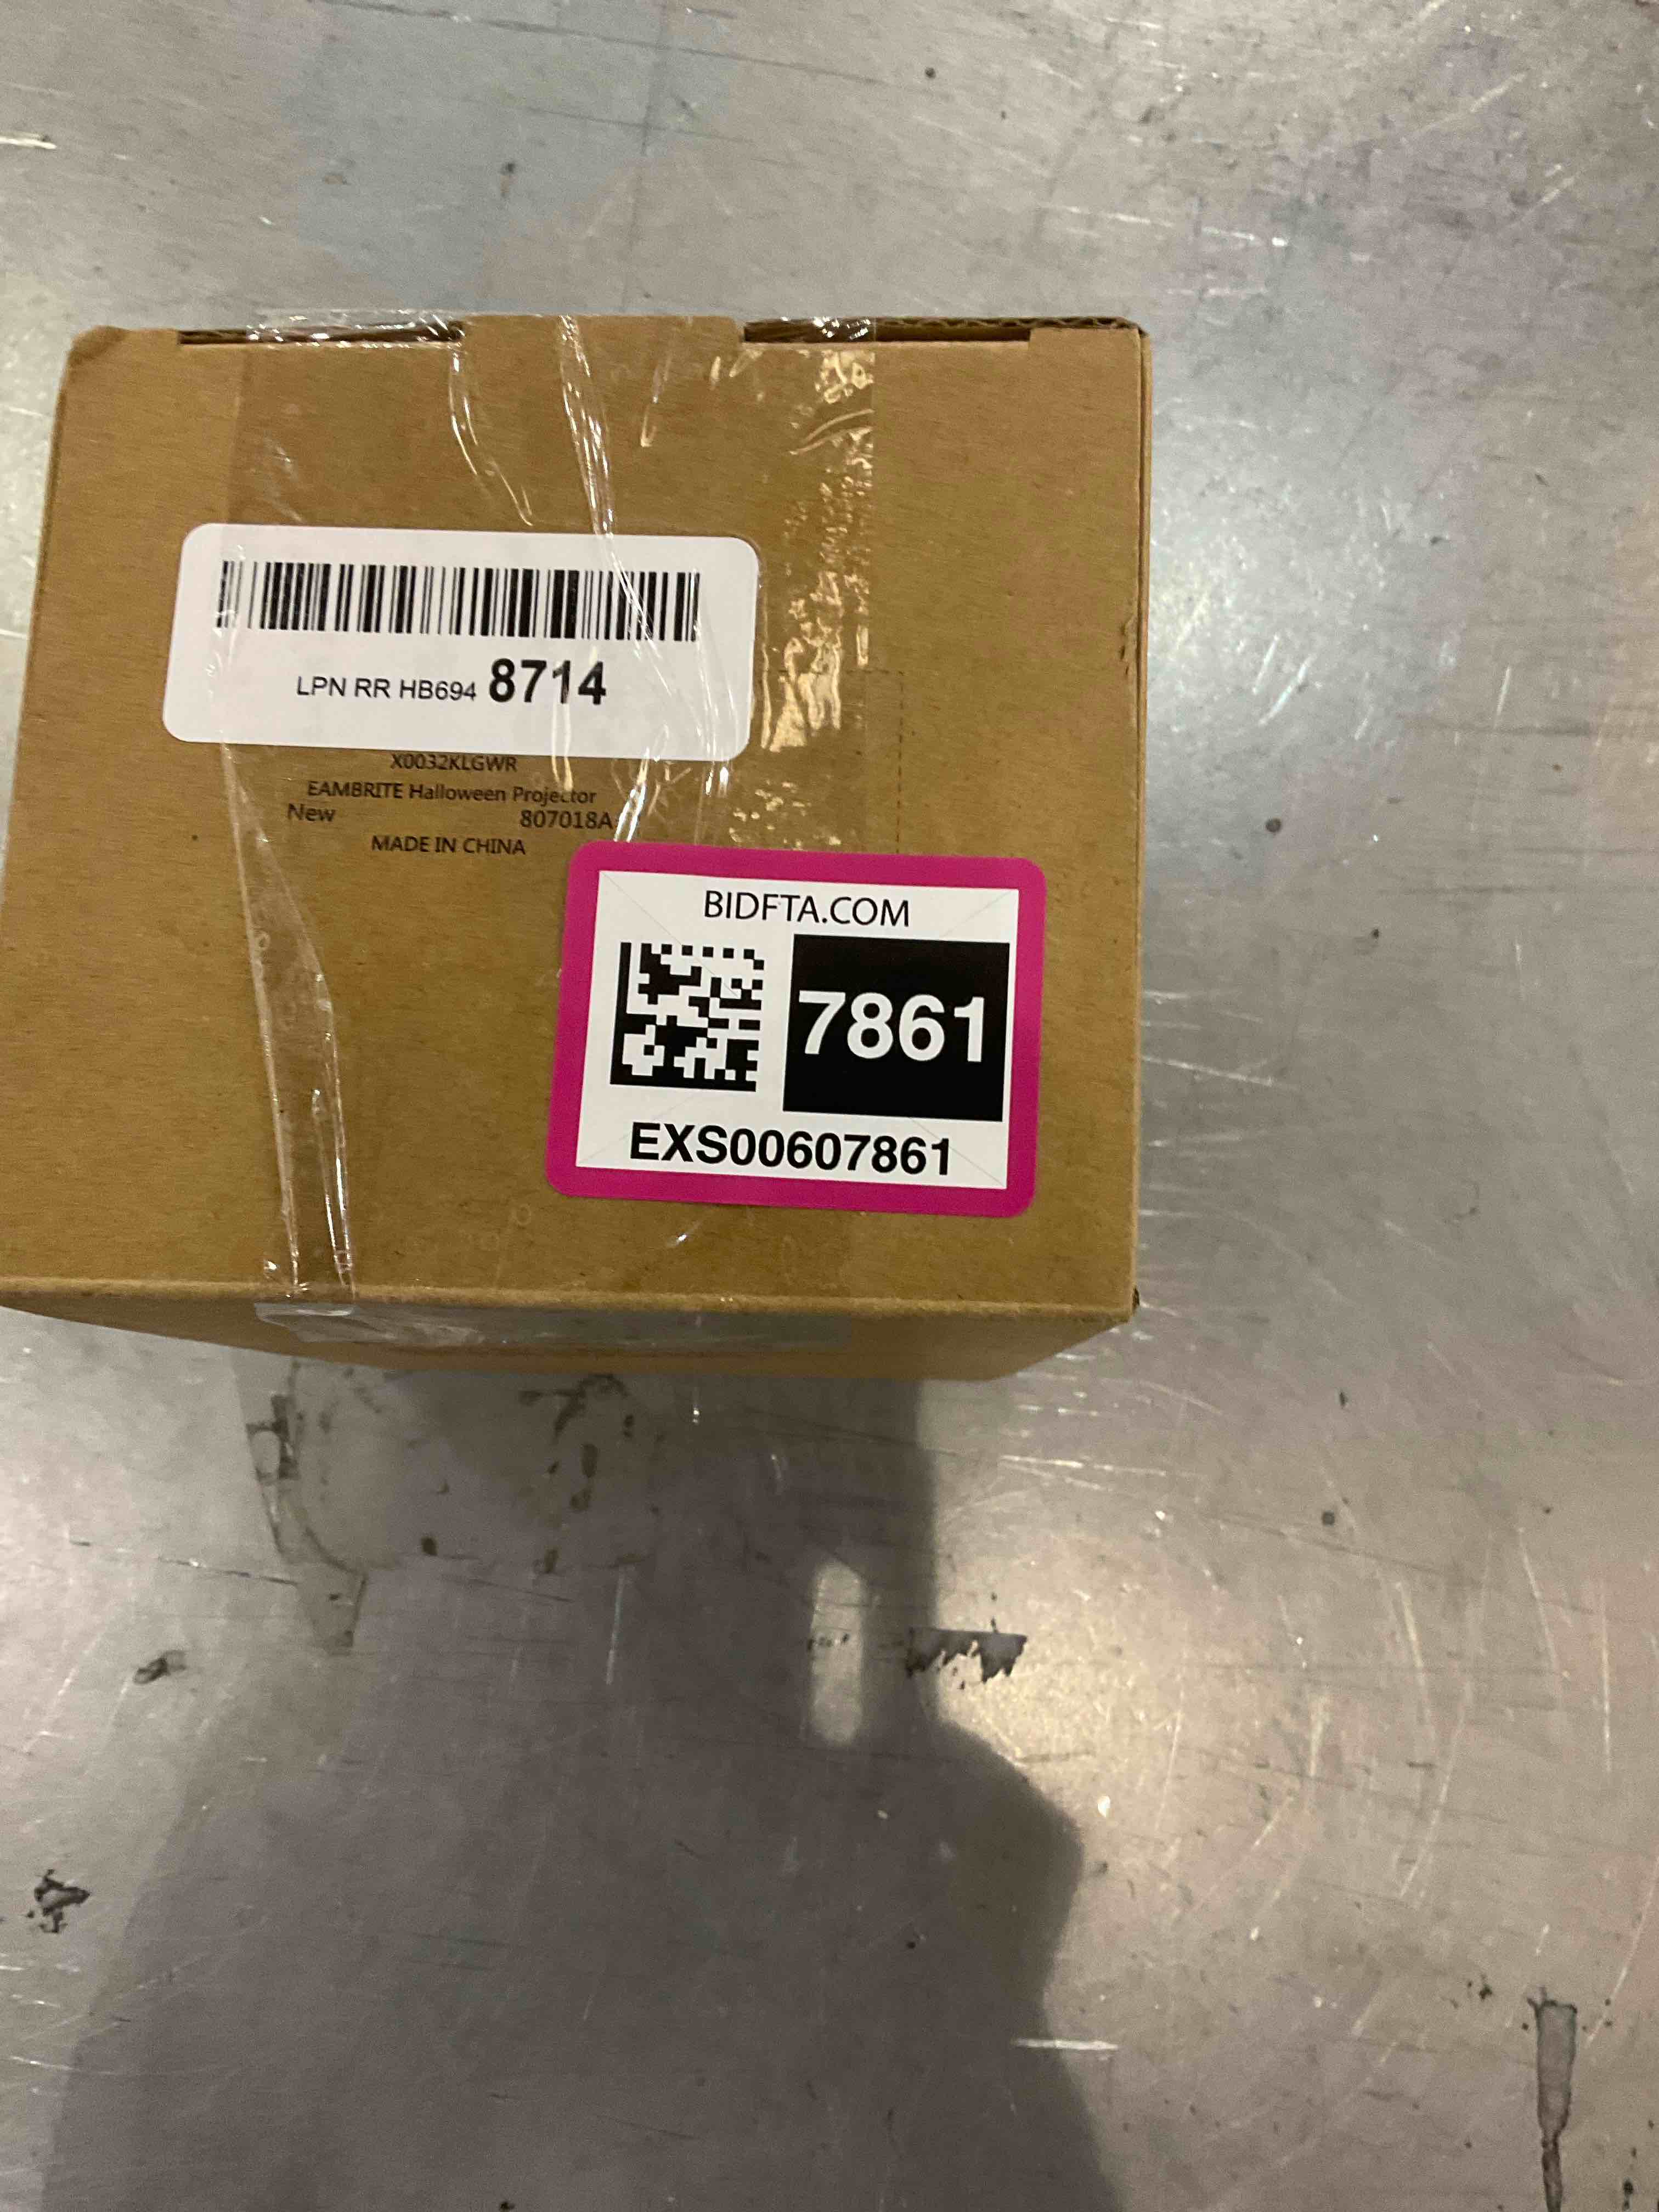 LPN RR HB694 8714
X0032KLGWR
EAMBRITE Halloween Projector
New 807018A
MADE IN CHINA
BIDFTA.COM
7861
EXS00607861